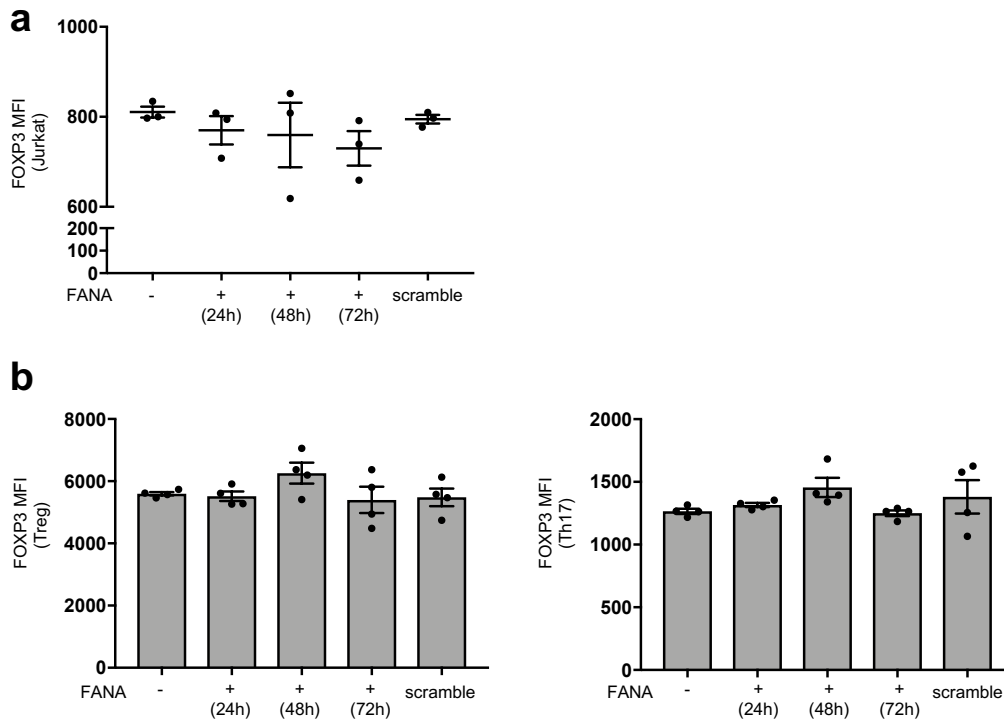 a
1000
800
600
200
100
0
FOXP3 MFI
(Jurkat)
FANA - + + + scramble
(24h) (48h) (72h)
b
8000
6000
4000
2000
0
FOXP3 MFI
(Treg)
FANA - + + + scramble
(24h) (48h) (72h)
2000
1500
1000
500
0
FOXP3 MFI
(Th17)
FANA - + + + scramble
(24h) (48h) (72h)